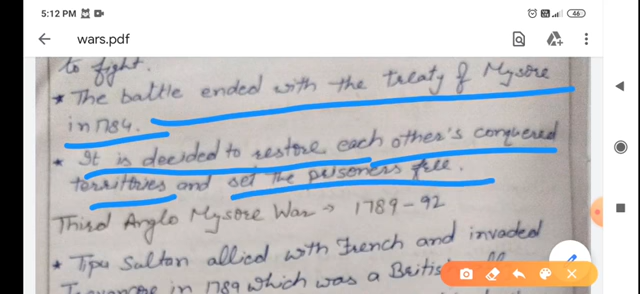 5:12 PM
46
wars.pdf
to fight.
* The battle ended with the treaty of Mysore
in 1784.
* It is decided to restore each other's conquered
territories and set the prisoners free.
Third Anglo Mysore War → 1789-92
* Tipu Sultan allied with French and invaded
Travancore in 1789 which was a British